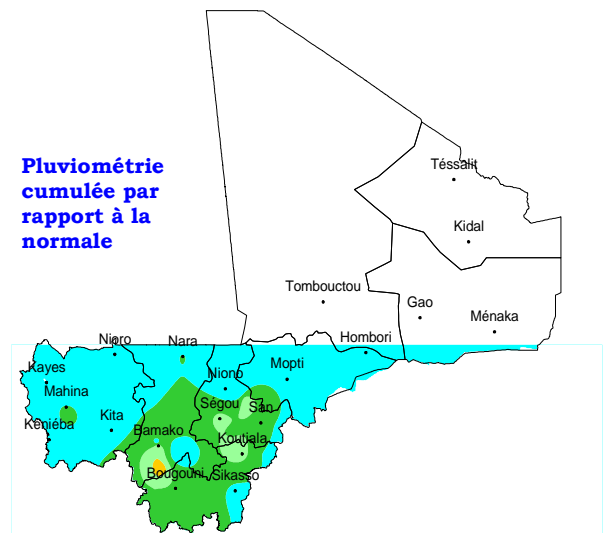 Pluviométrie
cumulée par
rapport à la
normale
Téssalit
Kidal
Tombouctou
Gao
Ménaka
Nioro
Nara
Hombori
Kayes
Niono
Mopti
Mahina
Ségou
San
Kéniéba
Kita
Bamako
Koutiala
Bougouni
Sikasso